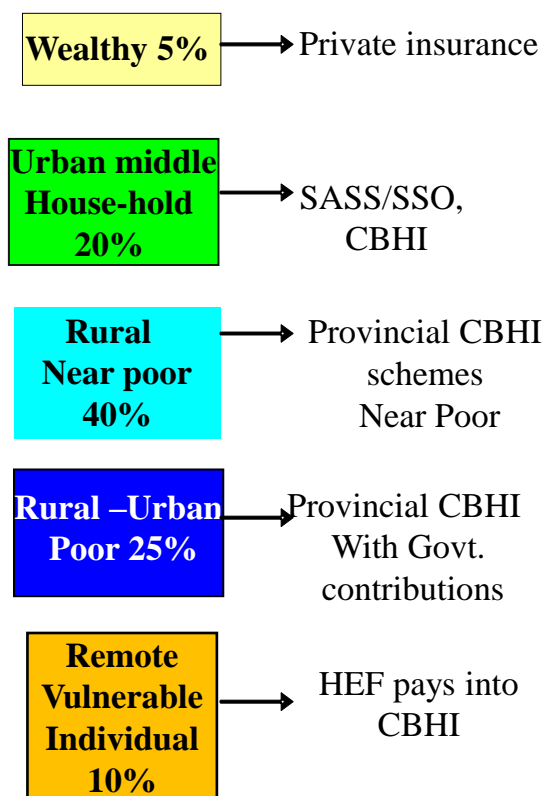 Wealthy 5%
Private insurance
Urban middle
House-hold
20%
SASS/SSO,
CBHI
Rural
Near poor
40%
Provincial CBHI
schemes
Near Poor
Rural –Urban
Poor 25%
Provincial CBHI
With Govt.
contributions
Remote
Vulnerable
Individual
10%
HEF pays into
CBHI